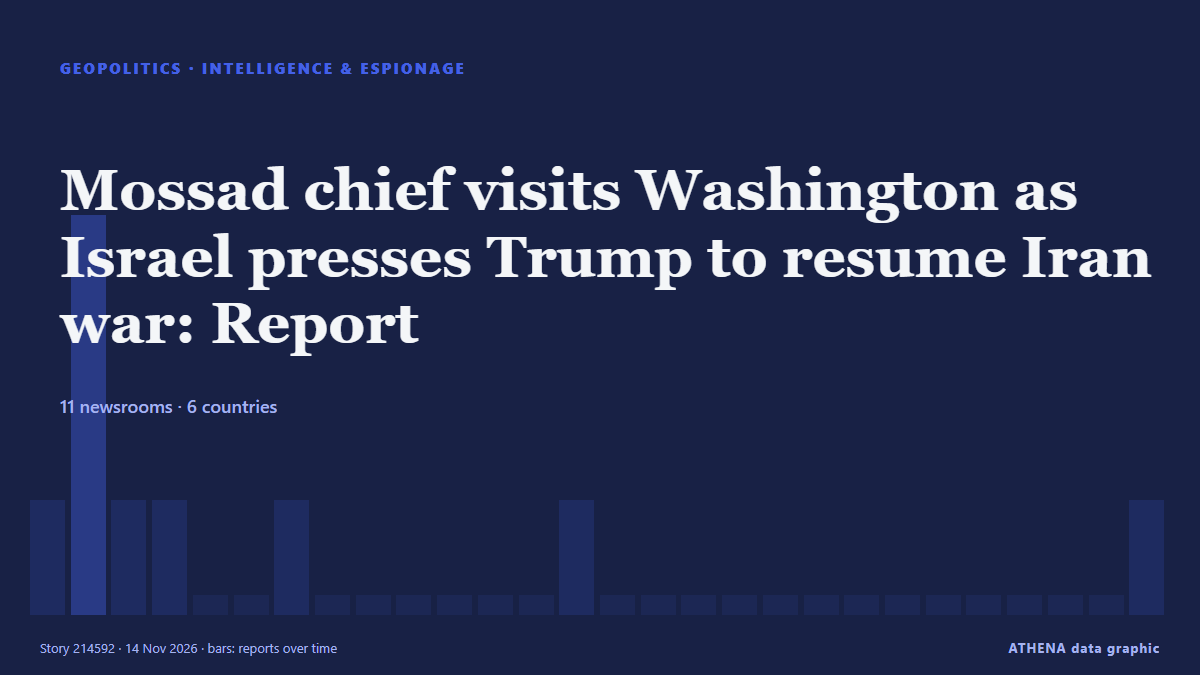 GEOPOLITICS · INTELLIGENCE & ESPIONAGE
Mossad chief visits Washington as
Israel presses Trump to resume Iran
war: Report
11 newsrooms · 6 countries
Story 214592 · 14 Nov 2026 · bars: reports over time
ATHENA data graphic